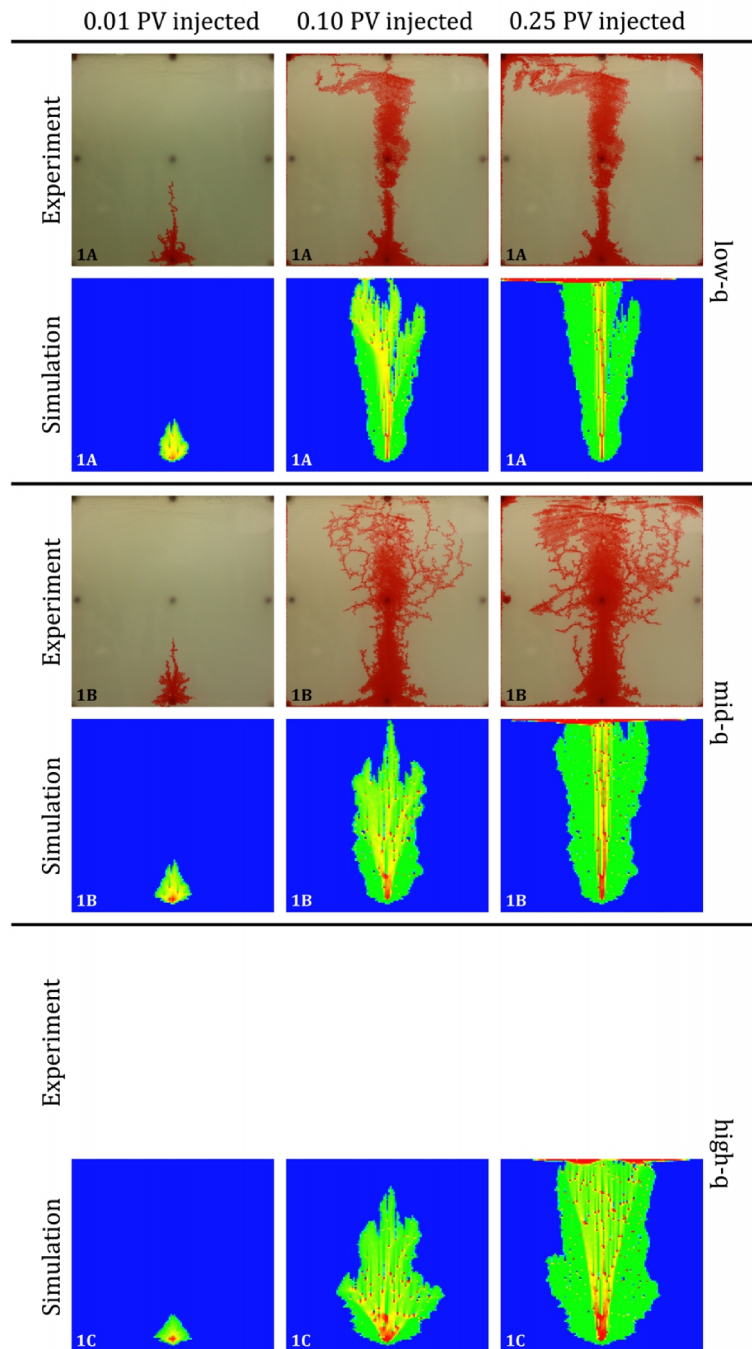 0.01 PV injected 0.10 PV injected 0.25 PV injected
Experiment
1A 1A 1A
low-q
Simulation
1A 1A 1A
Experiment
1B 1B 1B
mid-q
Simulation
1B 1B 1B
Experiment
high-q
Simulation
1C 1C 1C